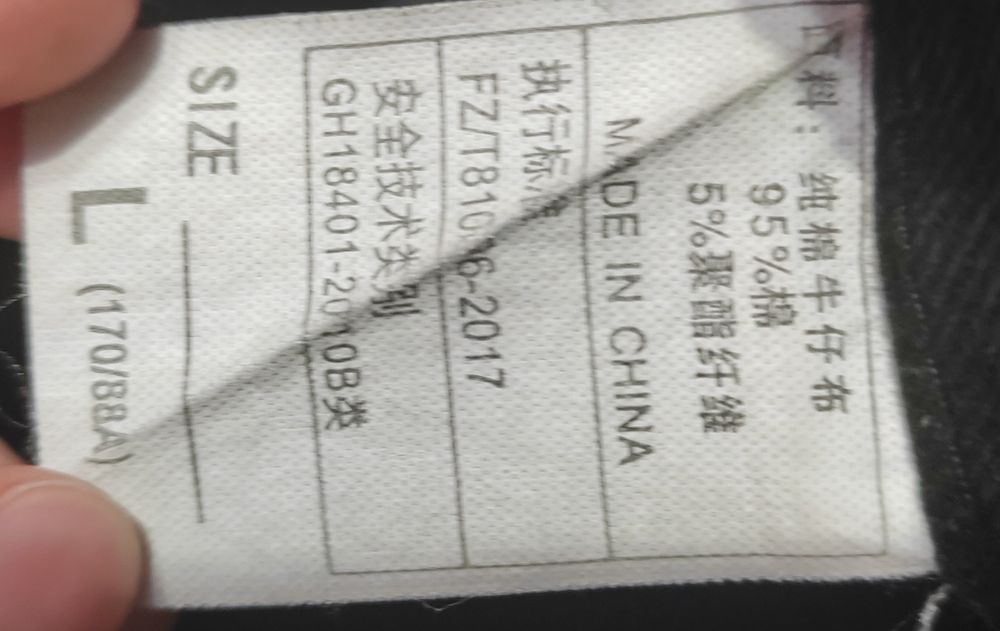 面料：纯棉牛仔布
95%棉
5%聚酯纤维
MADE IN CHINA
执行标准
FZ/T81006-2017
安全技术类别
GH18401-2010B类
SIZE
L (170/88A)